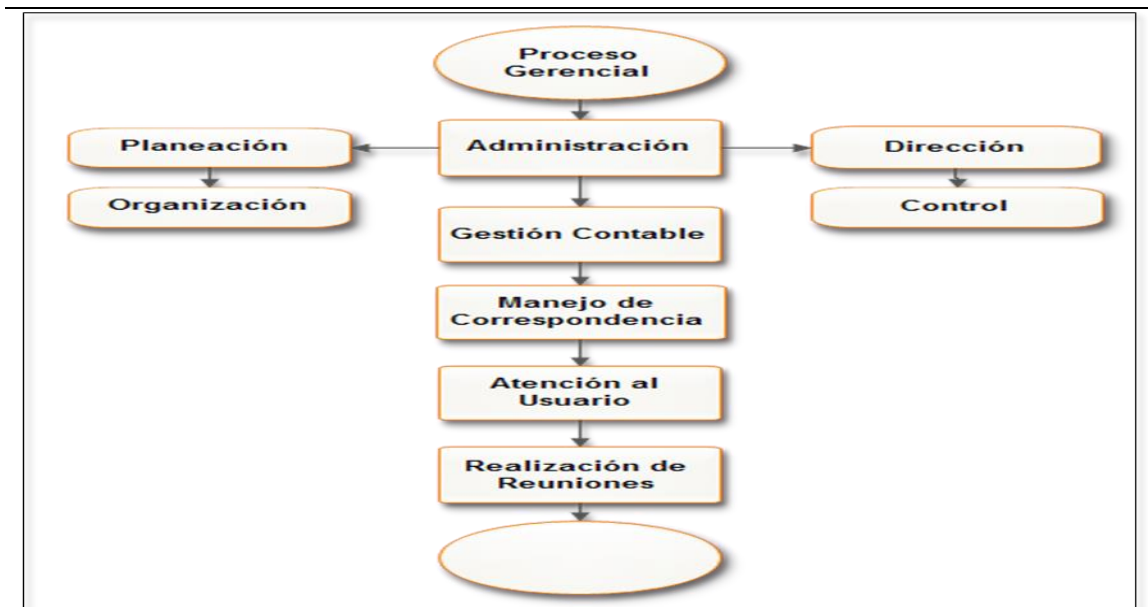 Proceso
Gerencial
Planeación
Administración
Dirección
Organización
Control
Gestión Contable
Manejo de
Correspondencia
Atención al
Usuario
Realización de
Reuniones